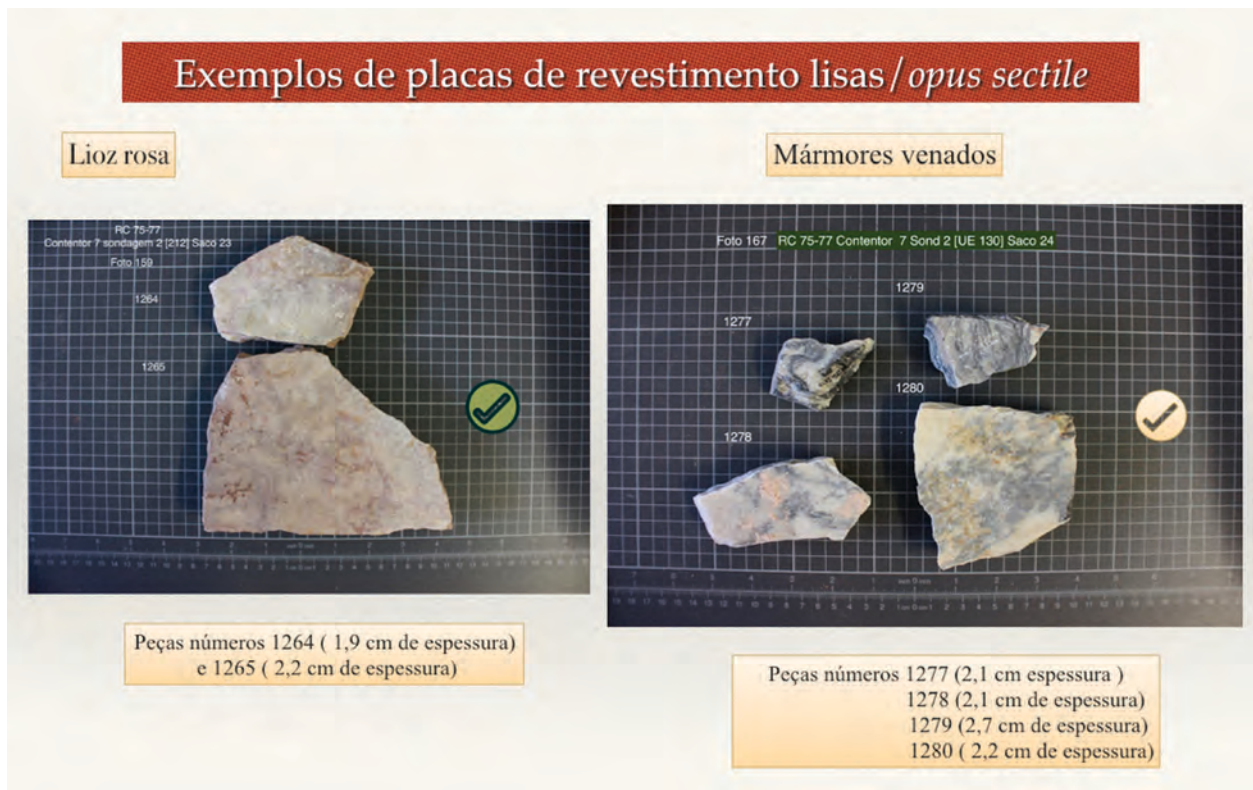 Exemplos de placas de revestimento lisas/opus sectile
Lioz rosa
RC 75-77
Contentor 7 sondagem 2 [212] Saco 23
Foto 159
1264
1265
Peças números 1264 ( 1,9 cm de espessura)
e 1265 ( 2,2 cm de espessura)
Mármores venados
Foto 167 RC 75-77 Contentor 7 Sond 2 [UE 130] Saco 24
1279
1277
1280
1278
Peças números 1277 (2,1 cm espessura )
1278 (2,1 cm de espessura)
1279 (2,7 cm de espessura)
1280 ( 2,2 cm de espessura)